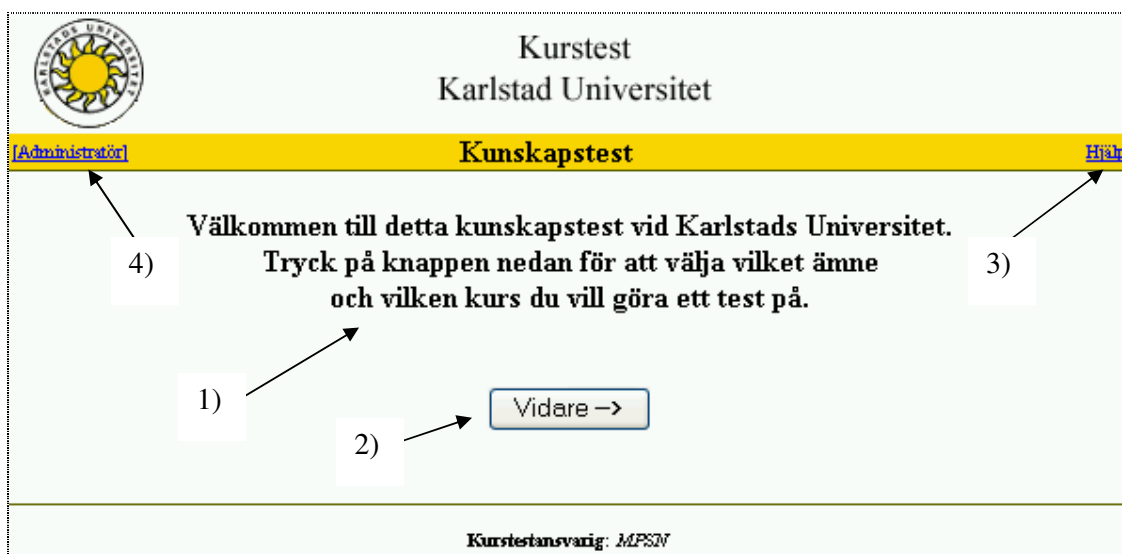 KARLSTADS UNIVERSITET
Kurstest
Karlstad Universitet
[Administratör]
Kunskapstest
Hjälp
Välkommen till detta kunskapstest vid Karlstads Universitet.
Tryck på knappen nedan för att välja vilket ämne
och vilken kurs du vill göra ett test på.
4)
3)
1)
Vidare –>
2)
Kurstestansvarig: MPSN